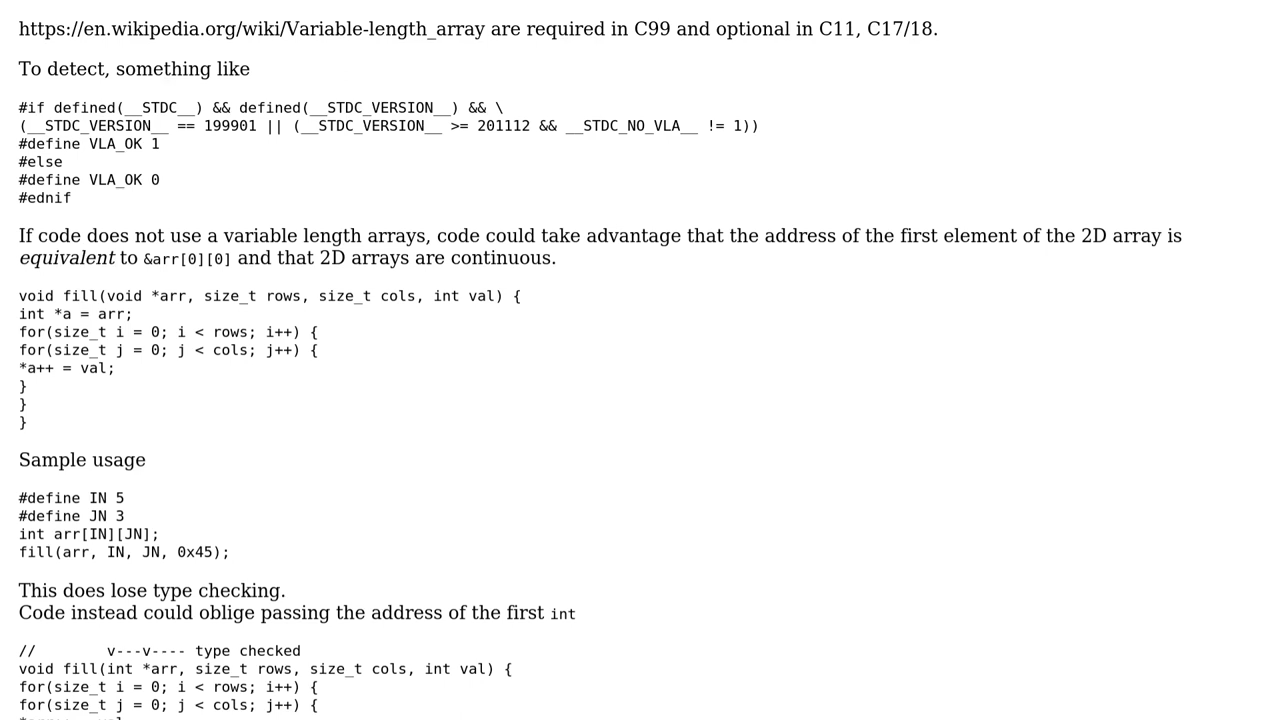 https://en.wikipedia.org/wiki/Variable-length_array are required in C99 and optional in C11, C17/18.
To detect, something like
#if defined(__STDC__) && defined(__STDC_VERSION__) && \
(__STDC_VERSION__ == 199901 || (__STDC_VERSION__ >= 201112 && __STDC_NO_VLA__ != 1))
#define VLA_OK 1
#else
#define VLA_OK 0
#ednif
If code does not use a variable length arrays, code could take advantage that the address of the first element of the 2D array is
equivalent to &arr[0][0] and that 2D arrays are continuous.
void fill(void *arr, size_t rows, size_t cols, int val) {
int *a = arr;
for(size_t i = 0; i < rows; i++) {
for(size_t j = 0; j < cols; j++) {
*a++ = val;
}
}
}
Sample usage
#define IN 5
#define JN 3
int arr[IN][JN];
fill(arr, IN, JN, 0x45);
This does lose type checking.
Code instead could oblige passing the address of the first int
//        v---v---- type checked
void fill(int *arr, size_t rows, size_t cols, int val) {
for(size_t i = 0; i < rows; i++) {
for(size_t j = 0; j < cols; j++) {